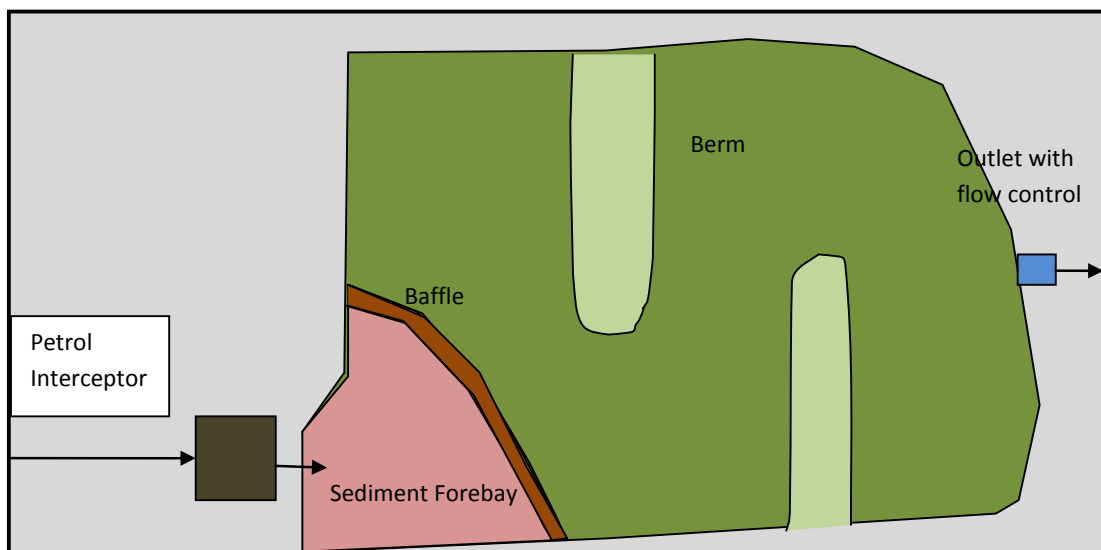 Berm
Outlet with
flow control
Baffle
Petrol
Interceptor
Sediment Forebay